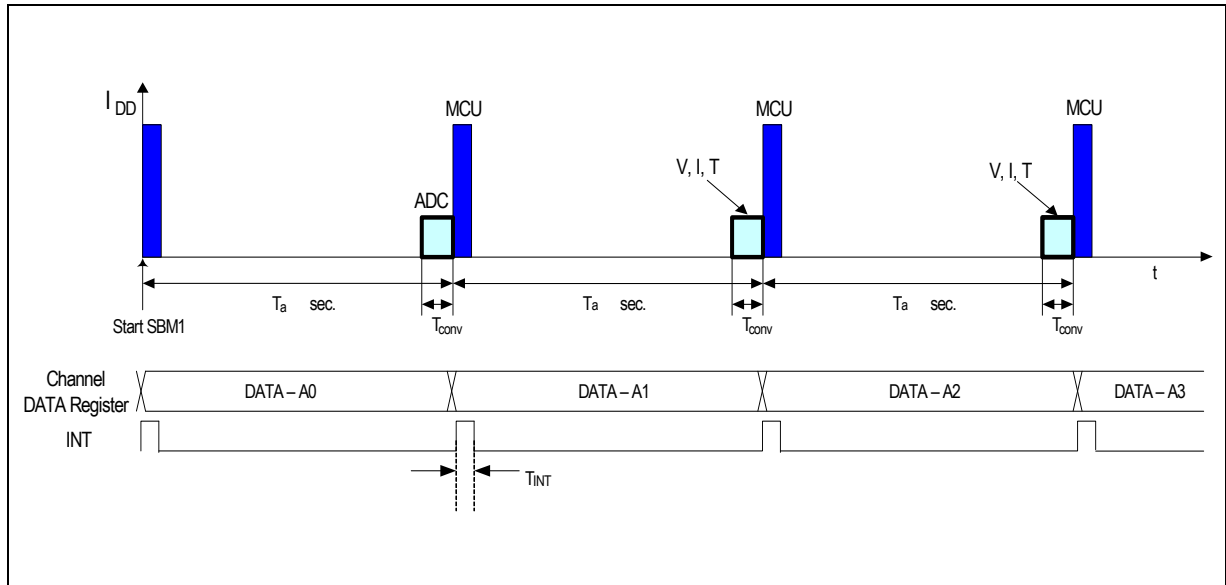 I DD
MCU
MCU
MCU
V, I, T
V, I, T
ADC
t
Ta sec.
Ta sec.
Ta sec.
Start SBM1
Tconv
Tconv
Tconv
Channel
DATA Register
DATA – A0
DATA – A1
DATA – A2
DATA – A3
INT
TINT